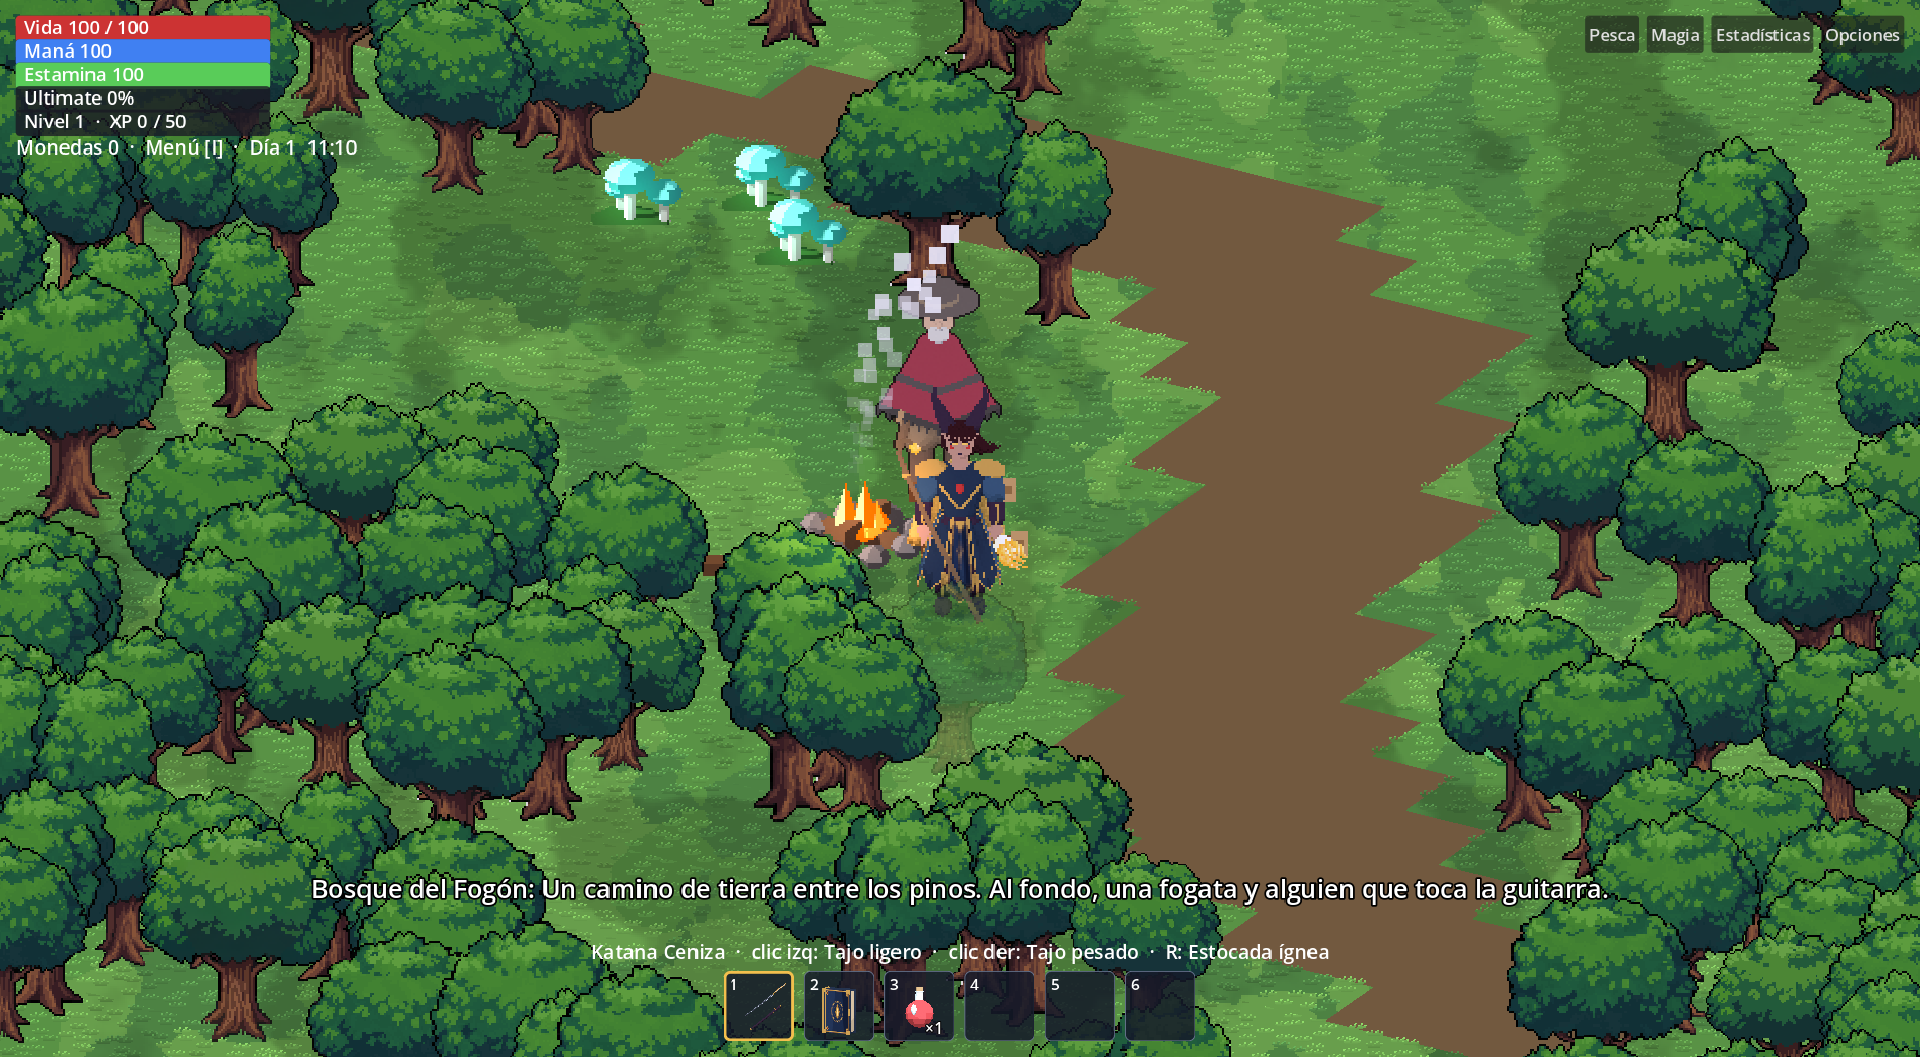 Vida 100 / 100
Maná 100
Estamina 100
Ultimate 0%
Nivel 1 · XP 0 / 50
Monedas 0 · Menú [I] · Día 1 11:10
Pesca Magia Estadísticas Opciones
Bosque del Fogón: Un camino de tierra entre los pinos. Al fondo, una fogata y alguien que toca la guitarra.
Katana Ceniza · clic izq: Tajo ligero · clic der: Tajo pesado · R: Estocada ígnea
1 2 3 4 5 6
×1